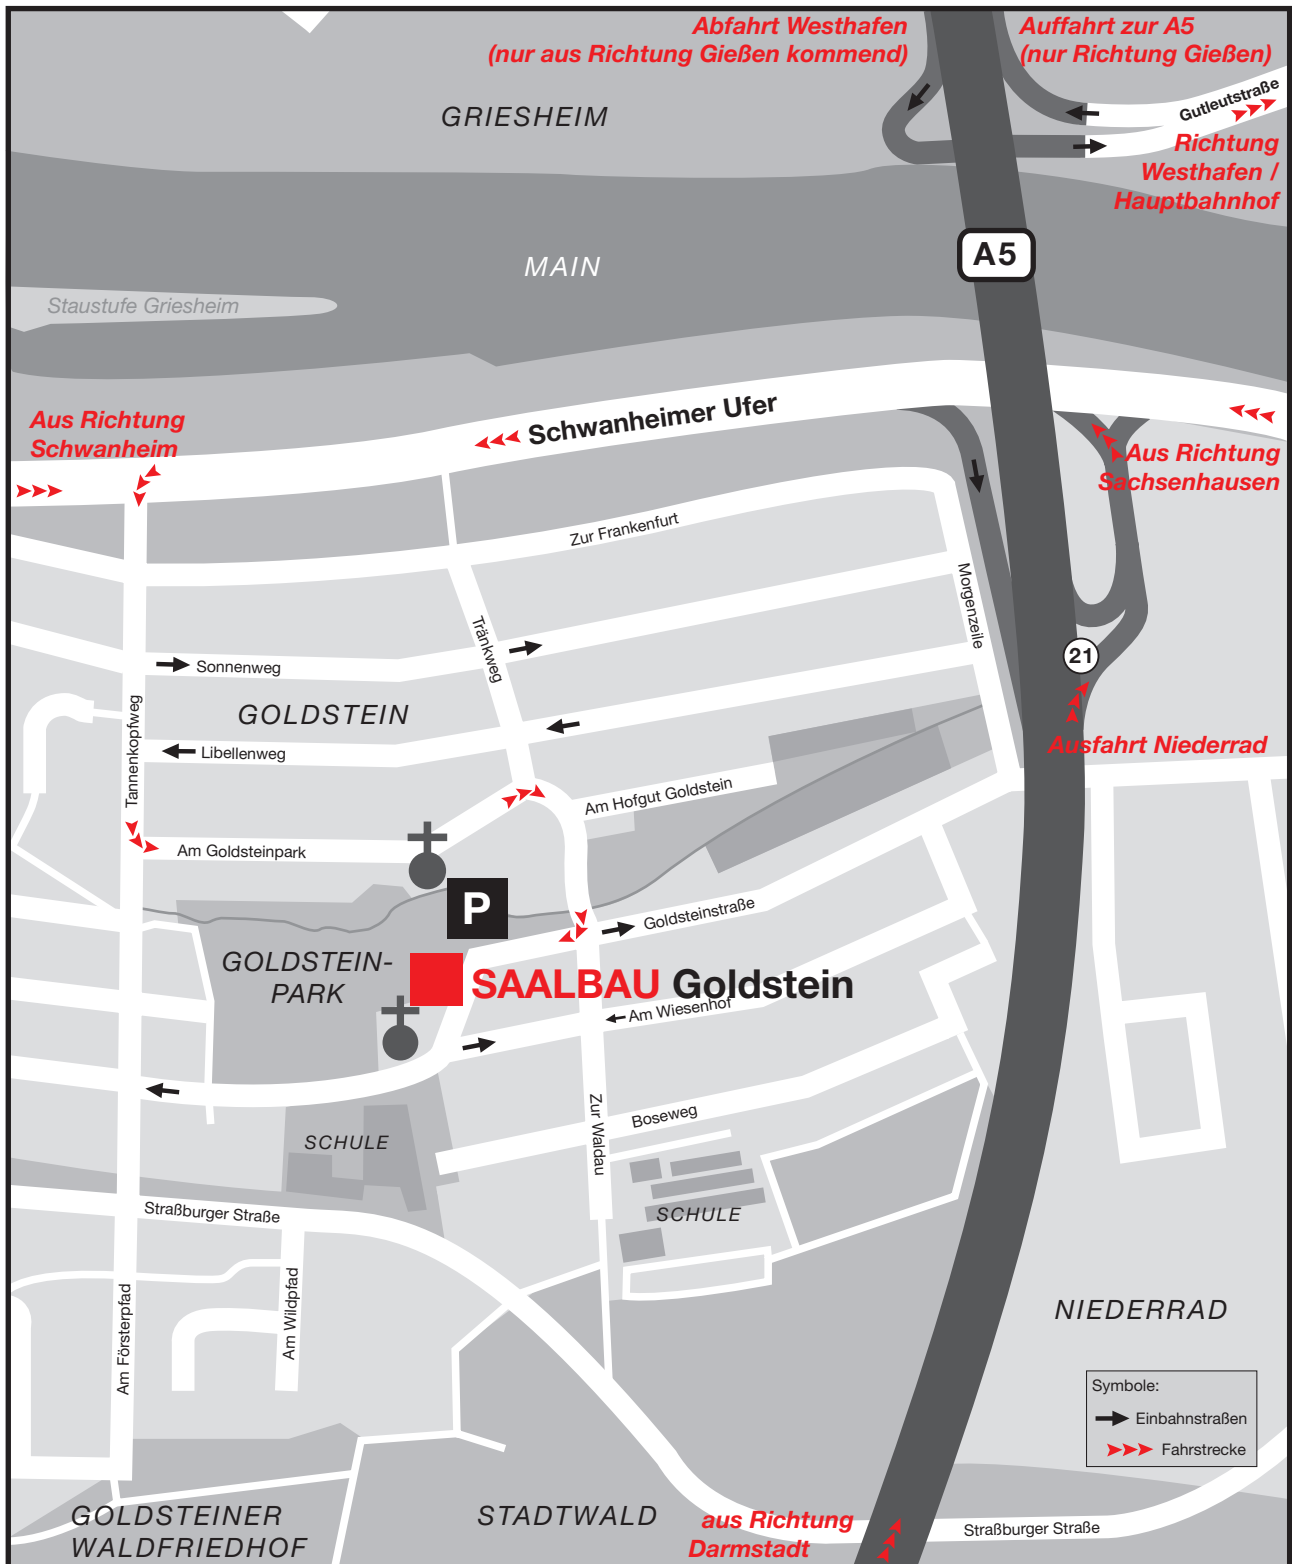 Abfahrt Westhafen
(nur aus Richtung Gießen kommend)
Auffahrt zur A5
(nur Richtung Gießen)
Gutleutstraße
GRIESHEIM
Richtung
Westhafen /
Hauptbahnhof
A5
MAIN
Staustufe Griesheim
Aus Richtung
Schwanheim
Schwanheimer Ufer
Aus Richtung
Sachsenhausen
Zur Frankenfurt
Morgenzeile
Tränkweg
Sonnenweg
21
GOLDSTEIN
Tannenkopfweg
Libellenweg
Ausfahrt Niederrad
Am Hofgut Goldstein
Am Goldsteinpark
P
Goldsteinstraße
GOLDSTEIN-
PARK
SAALBAU Goldstein
Am Wiesenhof
Zur Waldau
Boseweg
SCHULE
SCHULE
Straßburger Straße
Am Försterpfad
Am Wildpfad
NIEDERRAD
Symbole:
Einbahnstraßen
Fahrstrecke
GOLDSTEINER
WALDFRIEDHOF
STADTWALD
aus Richtung
Darmstadt
Straßburger Straße